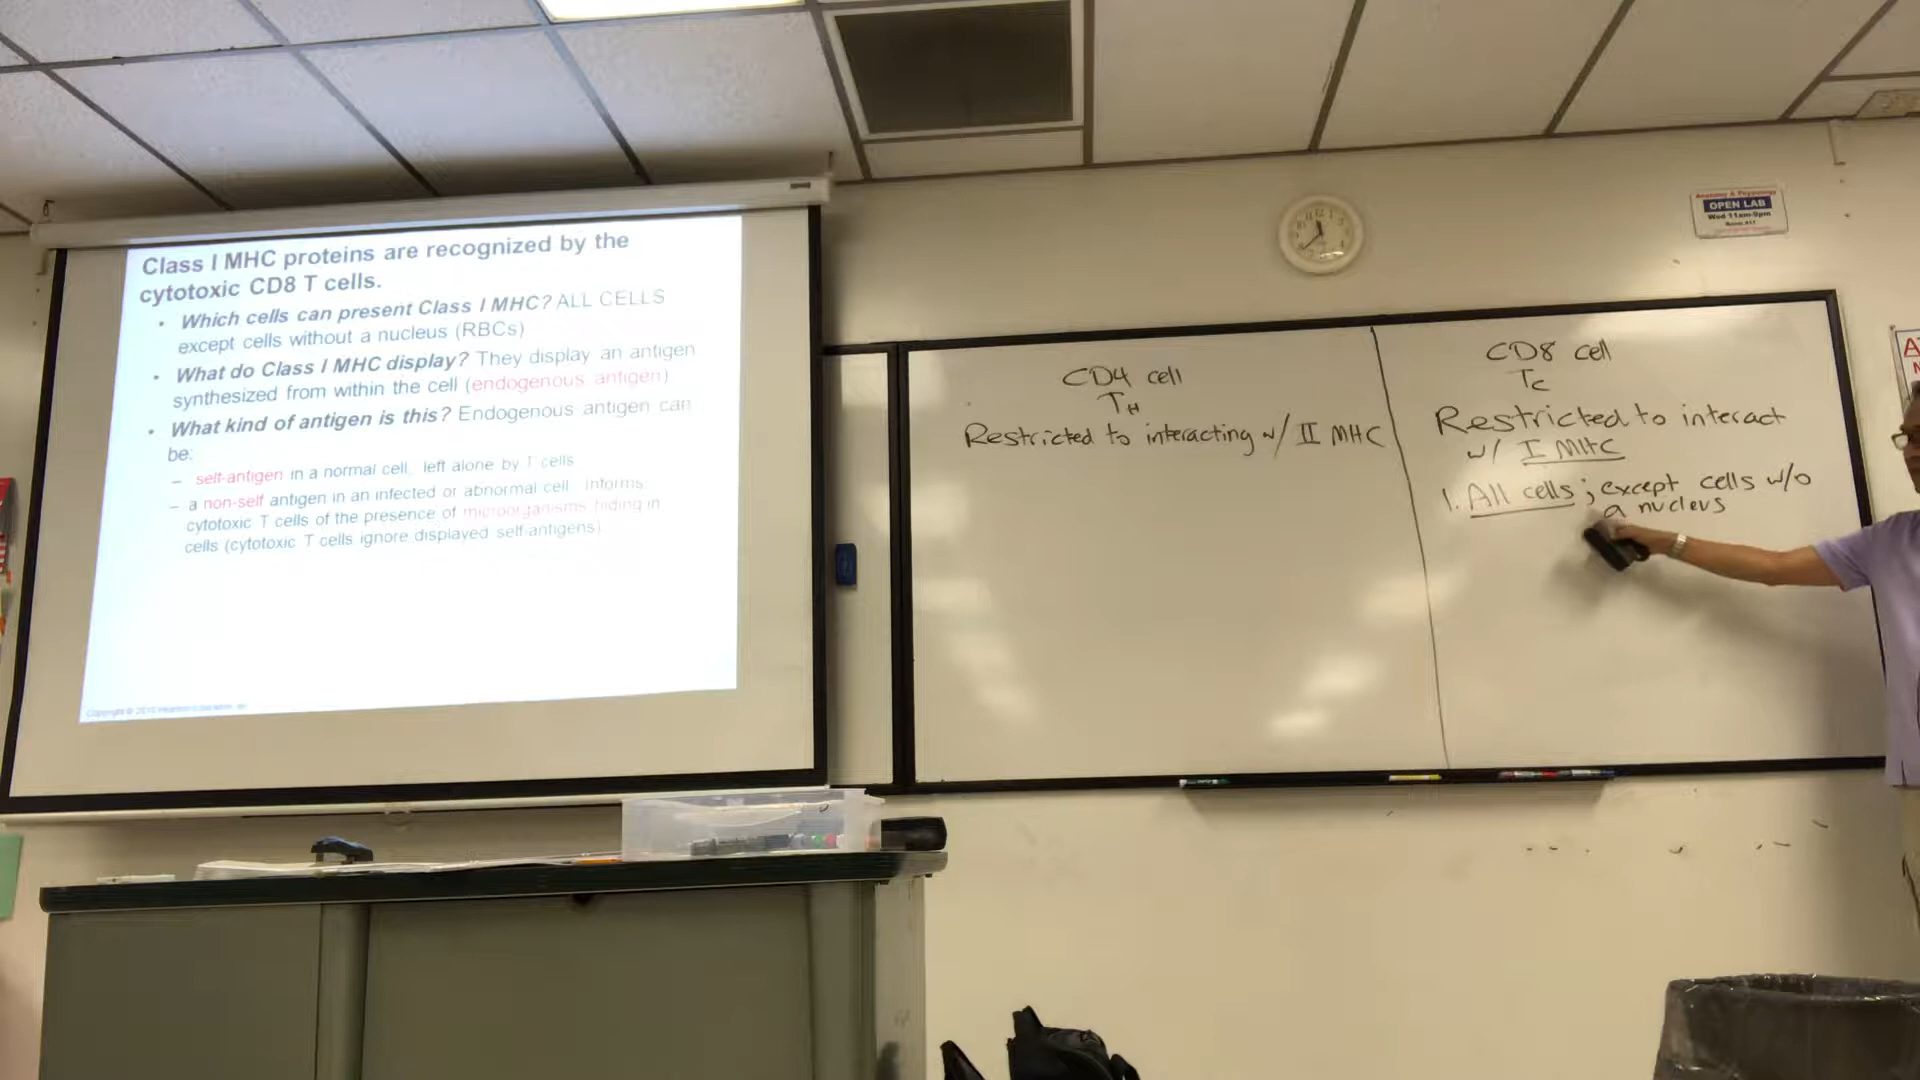 Class I MHC proteins are recognized by the
cytotoxic CD8 T cells.
• Which cells can present Class I MHC? ALL CELLS
except cells without a nucleus (RBCs)
• What do Class I MHC display? They display an antigen
synthesized from within the cell (endogenous antigen)
• What kind of antigen is this? Endogenous antigen can
be:
– self-antigen in a normal cell, left alone by T cells
– a non-self antigen in an infected or abnormal cell. Informs
cytotoxic T cells of the presence of microorganisms hiding in
cells (cytotoxic T cells ignore displayed self-antigens)
CD4 cell
TH
Restricted to interacting w/ II MHC
CD8 cell
TC
Restricted to interact
w/ I MHC
1. All cells ; except cells w/o
a nucleus
Anatomy & Physiology
OPEN LAB
Wed 11am-5pm